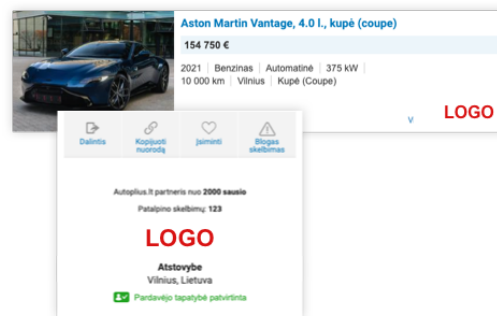 Aston Martin Vantage, 4.0 l., kupė (coupe)
154 750 €
2021 | Benzinas | Automatinė | 375 kW |
10 000 km | Vilnius | Kupė (Coupe)
v
LOGO
Dalintis
Kopijuoti
nuorodą
Įsiminti
Blogas
skelbimas
Autoplius.lt partneris nuo 2000 sausio
Patalpino skelbimų: 123
LOGO
Atstovybe
Vilnius, Lietuva
Pardavėjo tapatybė patvirtinta